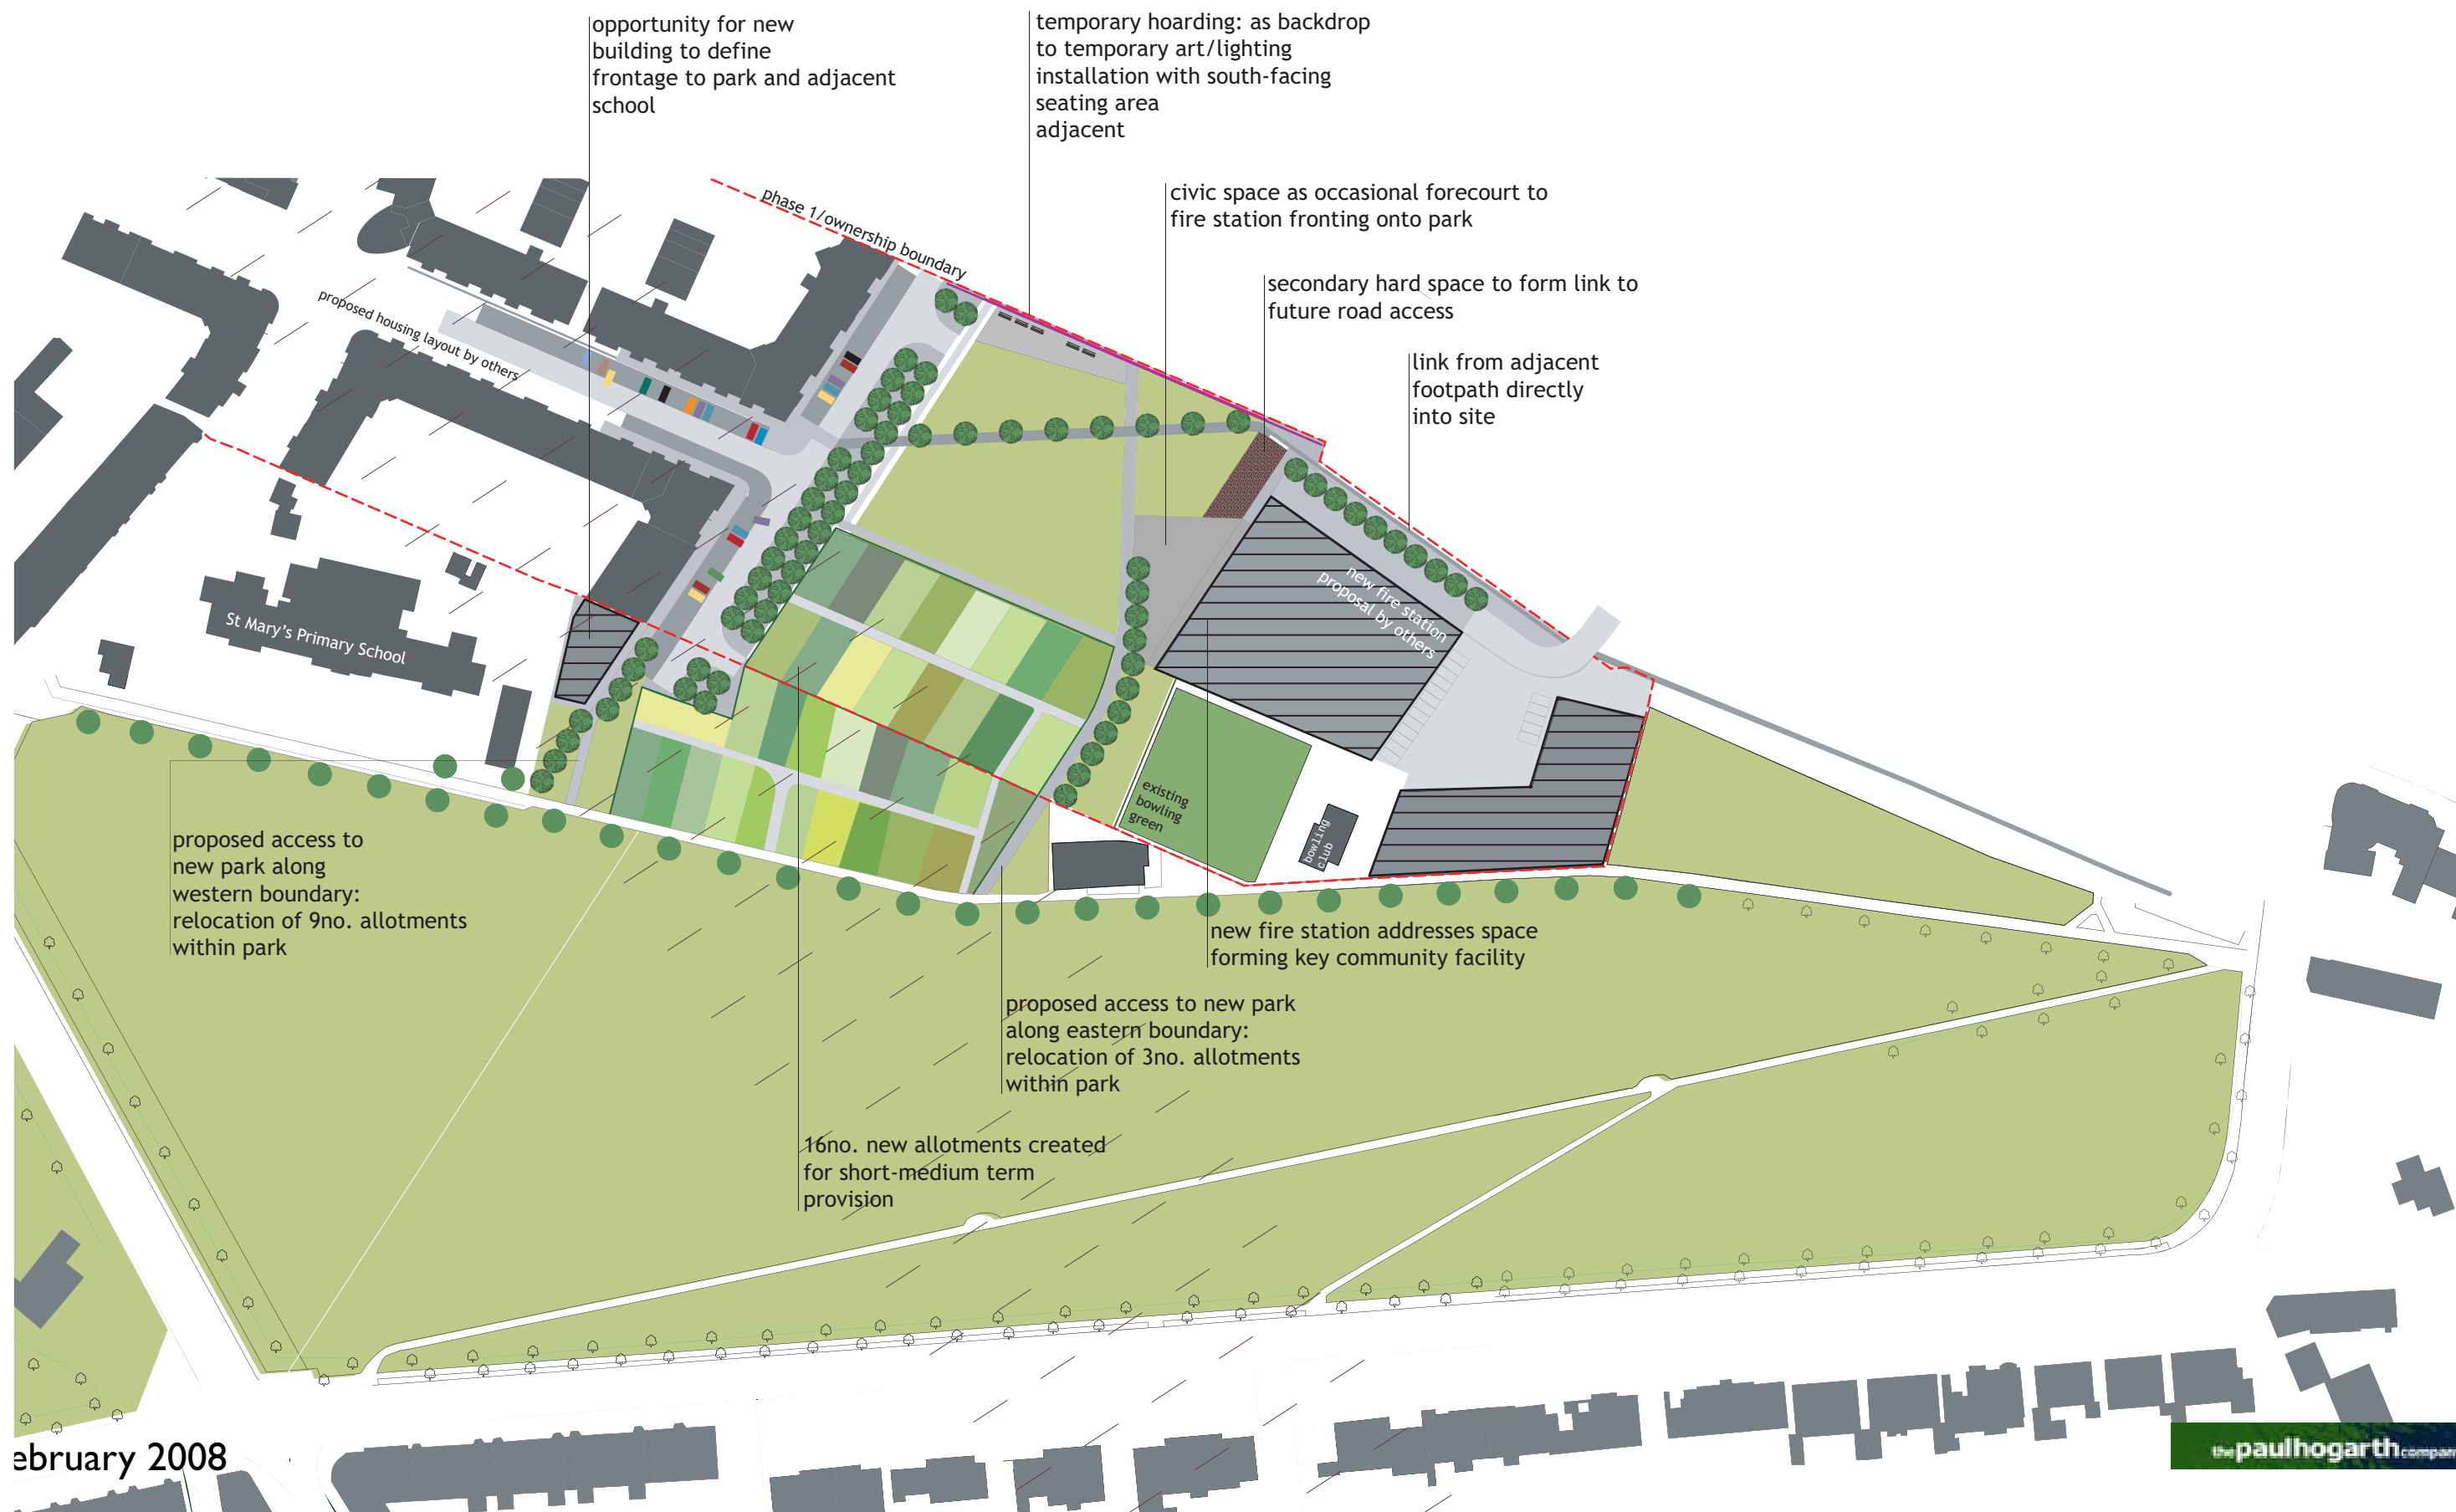 opportunity for new
building to define
frontage to park and adjacent
school
temporary hoarding: as backdrop
to temporary art/lighting
installation with south-facing
seating area
adjacent
civic space as occasional forecourt to
fire station fronting onto park
secondary hard space to form link to
future road access
link from adjacent
footpath directly
into site
phase 1/ownership boundary
proposed housing layout by others
St Mary's Primary School
new fire station
proposal by others
existing
bowling
green
bowling
club
proposed access to
new park along
western boundary:
relocation of 9no. allotments
within park
new fire station addresses space
forming key community facility
proposed access to new park
along eastern boundary:
relocation of 3no. allotments
within park
16no. new allotments created
for short-medium term
provision
ebruary 2008
thepaulhogarthcompan